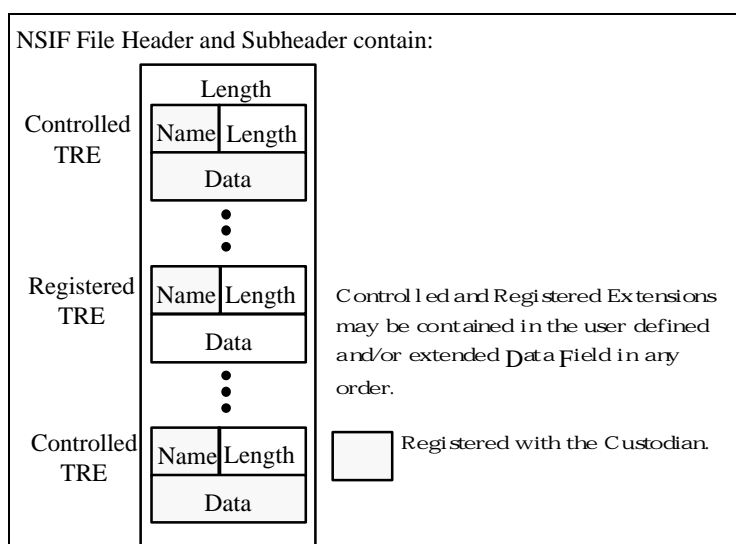 NSIF File Header and Subheader contain:
Length
Controlled
TRE
Name Length
Data
Registered
TRE
Name Length
Data
Controlled and Registered Extensions
may be contained in the user defined
and/or extended Data Field in any
order.
Controlled
TRE
Name Length
Data
Registered with the Custodian.